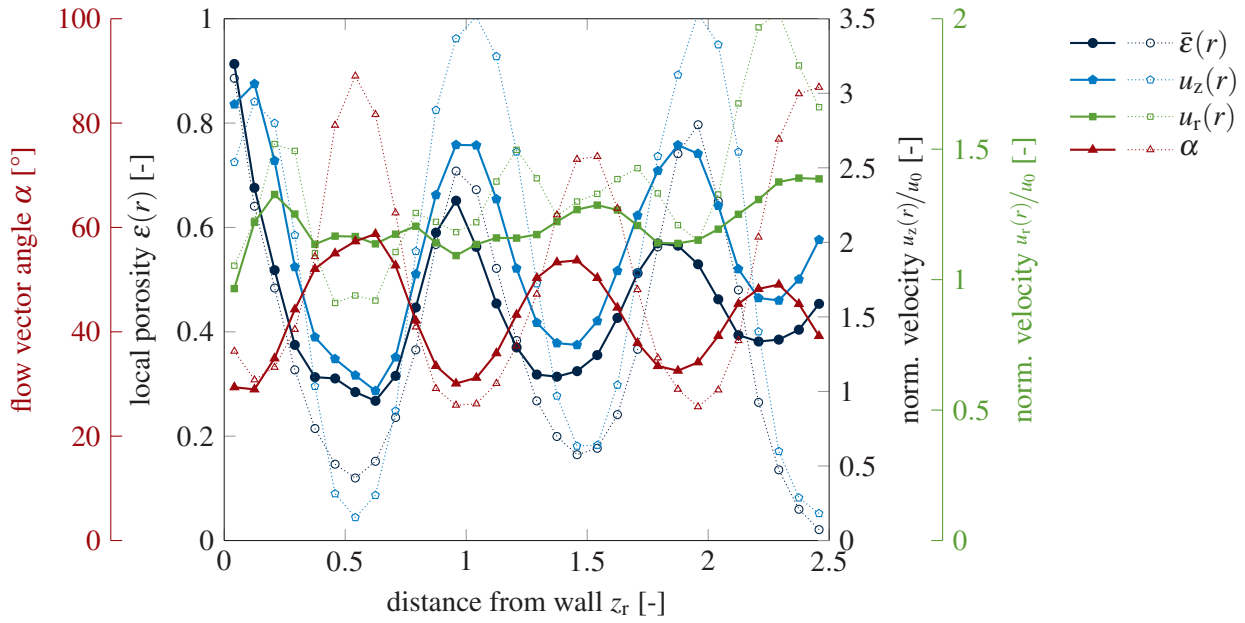 flow vector angle α [°]
0
20
40
60
80
100
local porosity ε(r) [-]
0
0.2
0.4
0.6
0.8
1
0 0.5 1 1.5 2 2.5
distance from wall z_r [-]
0
0.5
1
1.5
2
2.5
3
3.5
norm. velocity u_z(r)/u_0 [-]
0
0.5
1
1.5
2
norm. velocity u_r(r)/u_0 [-]
ε̄(r)
u_z(r)
u_r(r)
α